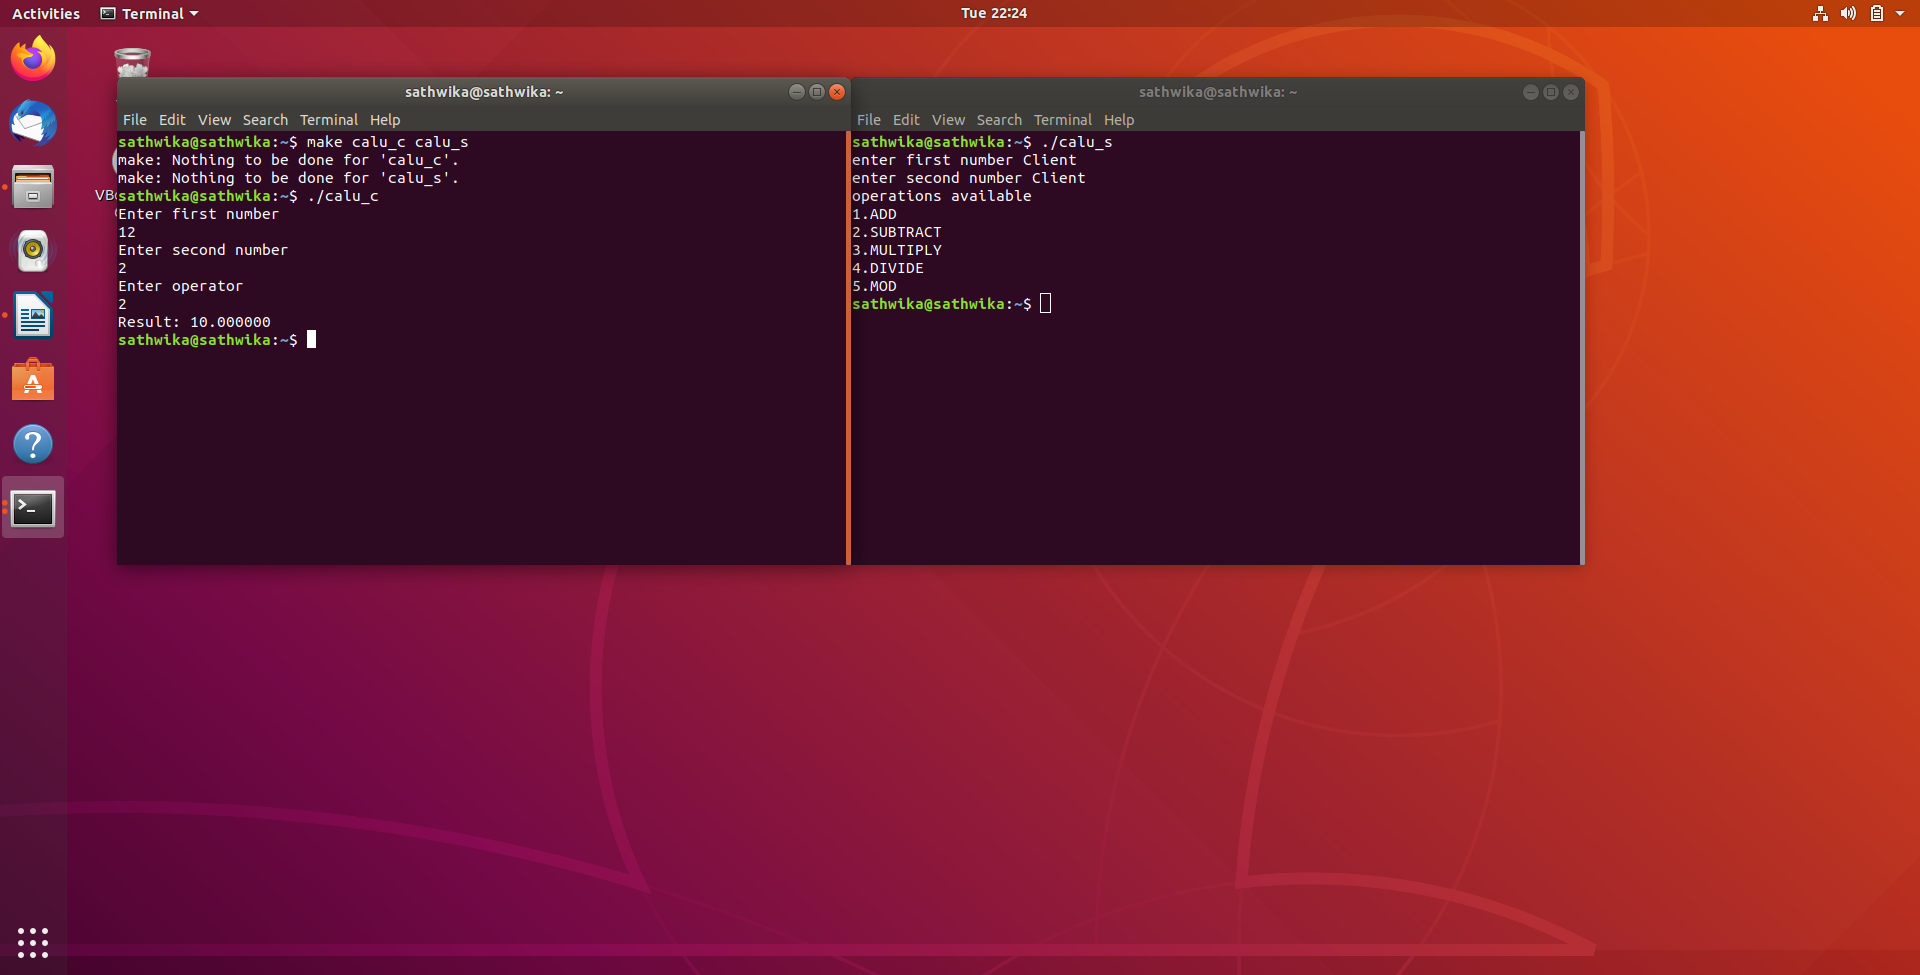 Activities Terminal Tue 22:24
sathwika@sathwika: ~
File Edit View Search Terminal Help
sathwika@sathwika:~$ make calu_c calu_s
make: Nothing to be done for 'calu_c'.
make: Nothing to be done for 'calu_s'.
sathwika@sathwika:~$ ./calu_c
Enter first number
12
Enter second number
2
Enter operator
2
Result: 10.000000
sathwika@sathwika:~$
sathwika@sathwika: ~
File Edit View Search Terminal Help
sathwika@sathwika:~$ ./calu_s
enter first number Client
enter second number Client
operations available
1.ADD
2.SUBTRACT
3.MULTIPLY
4.DIVIDE
5.MOD
sathwika@sathwika:~$